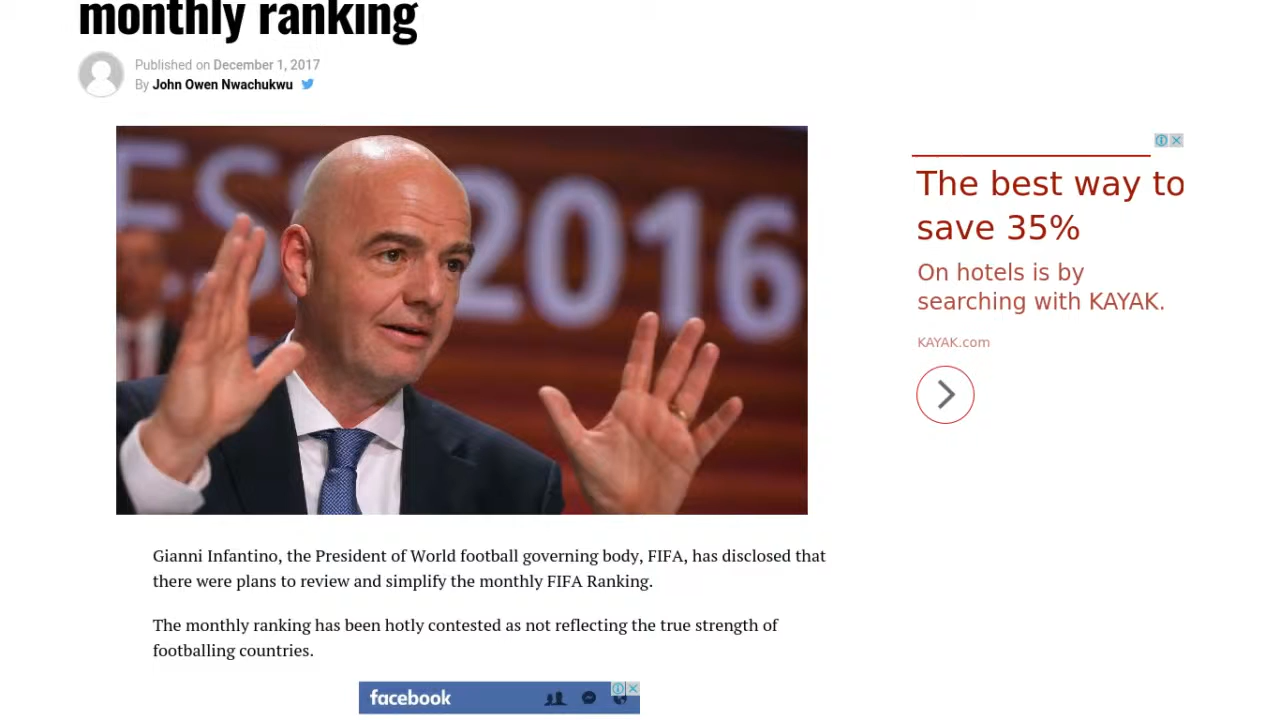 monthly ranking
Published on December 1, 2017
By John Owen Nwachukwu
ESS 2016
The best way to
save 35%
On hotels is by
searching with KAYAK.
KAYAK.com
Gianni Infantino, the President of World football governing body, FIFA, has disclosed that
there were plans to review and simplify the monthly FIFA Ranking.
The monthly ranking has been hotly contested as not reflecting the true strength of
footballing countries.
facebook